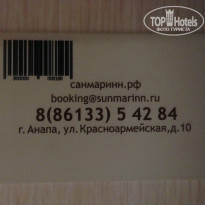 TOP Hotels
ФОТО ТУРИСТА
санмаринн.рф
booking@sunmarinn.ru
8(86133) 5 42 84
г. Анапа, ул.Красноармейская,д.10